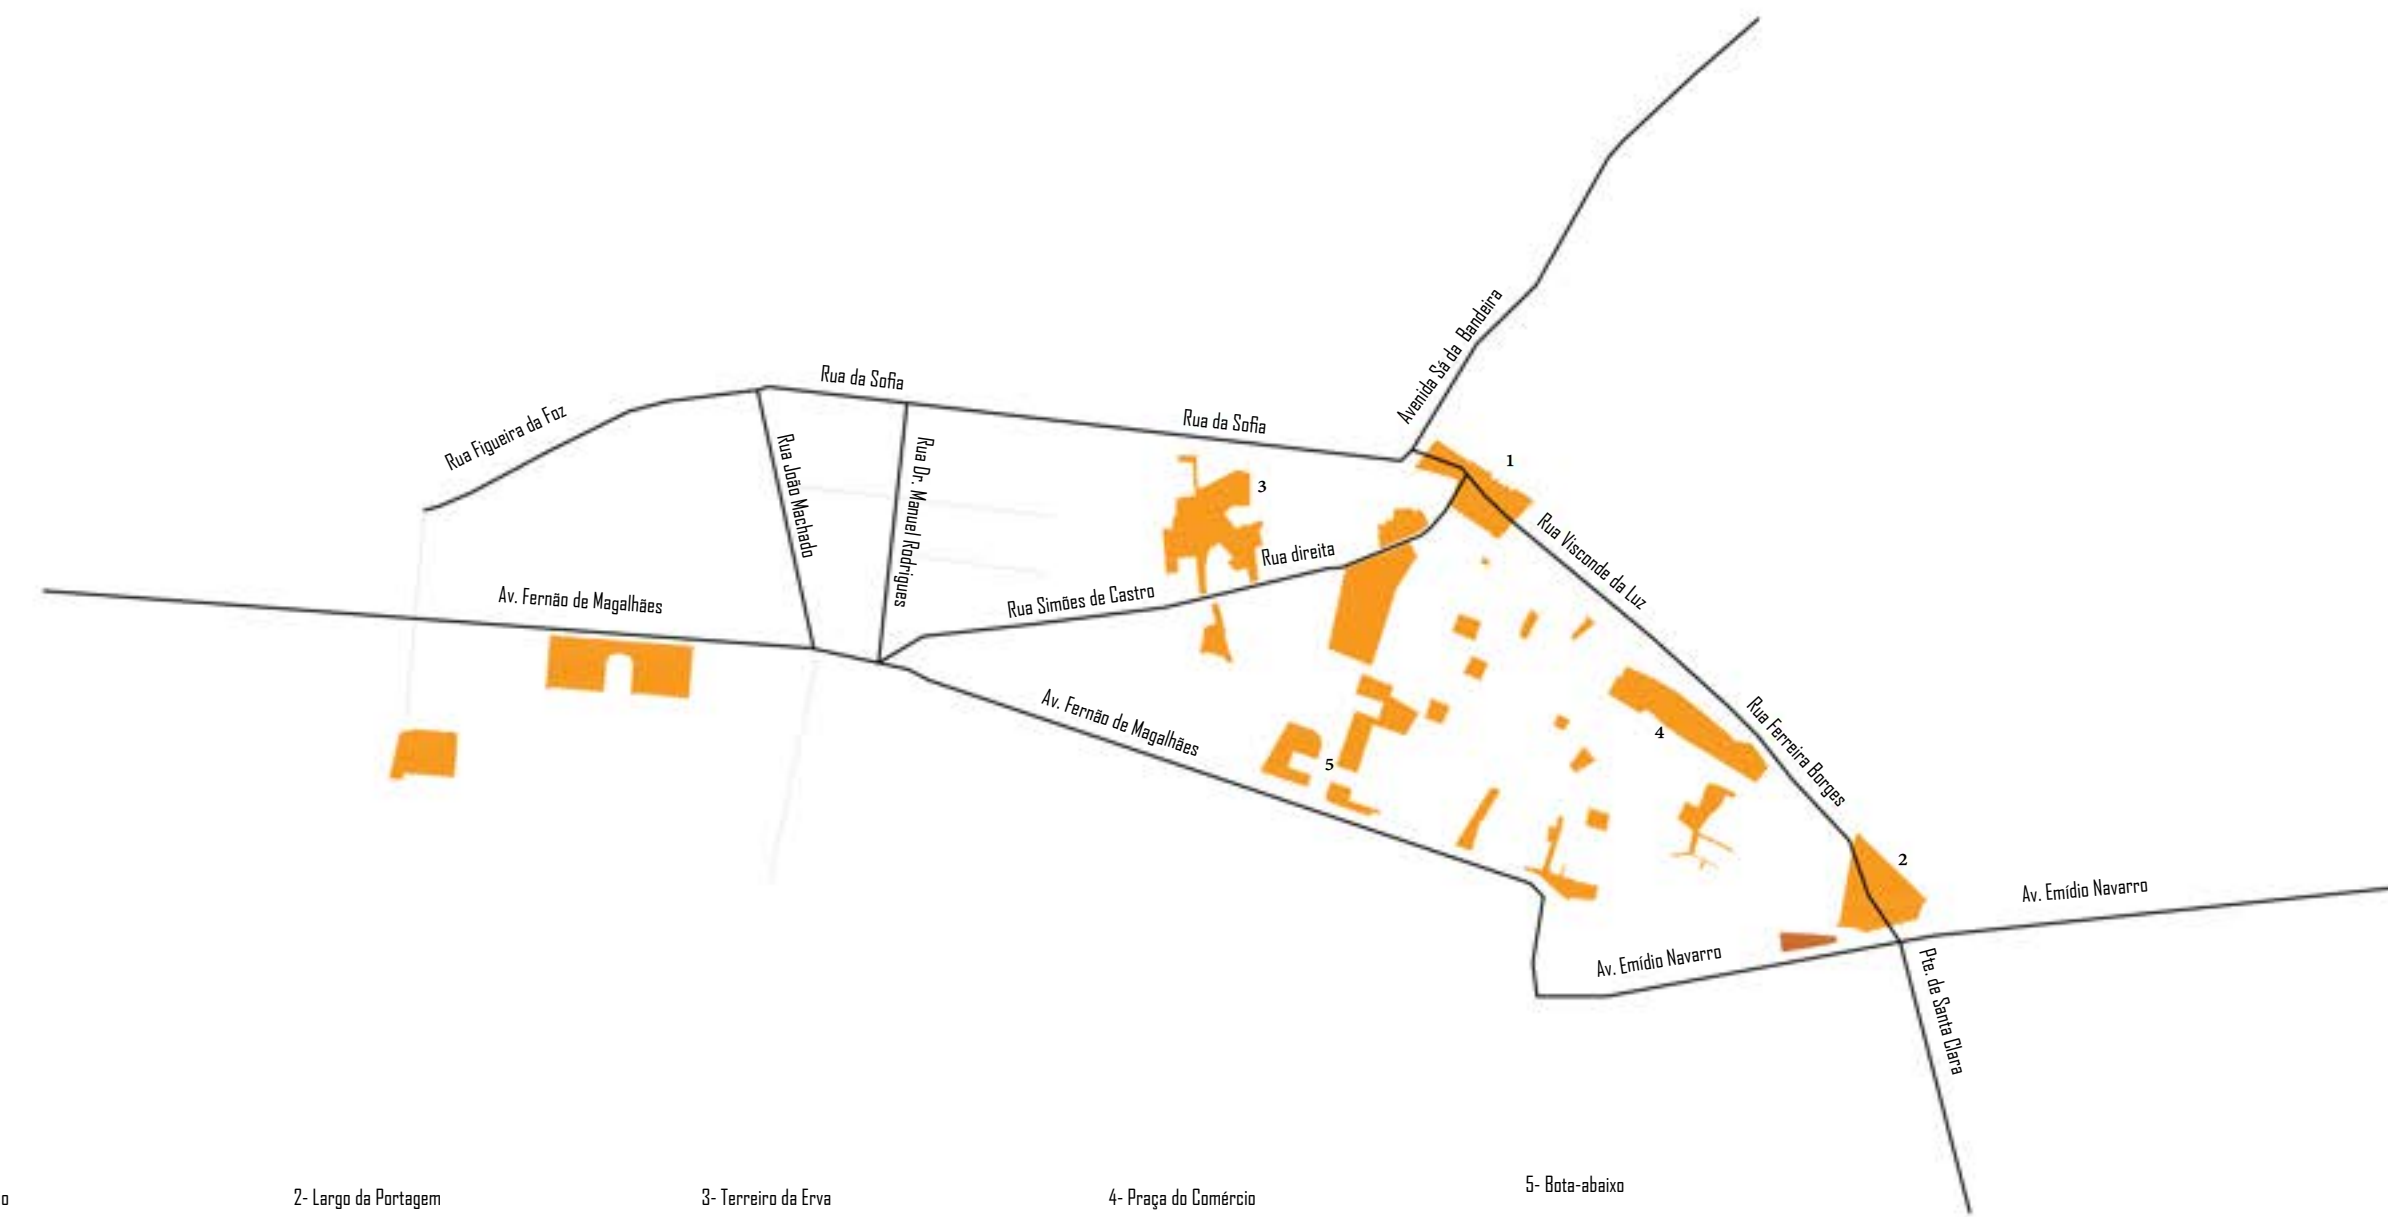 Avenida Sá da Bandeira
Rua da Sofia
Rua da Sofia
Rua Figueira da Foz
1
Rua João Machado
Rua Dr. Manuel Rodrigues
3
Rua direita
Rua Visconde da Luz
Av. Fernão de Magalhães
Rua Simões de Castro
Av. Fernão de Magalhães
4
Rua Ferreira Borges
5
2
Av. Emídio Navarro
Av. Emídio Navarro
Pte. de Santa Clara
o
2- Largo da Portagem
3- Terreiro da Erva
4- Praça do Comércio
5- Bota-abaixo